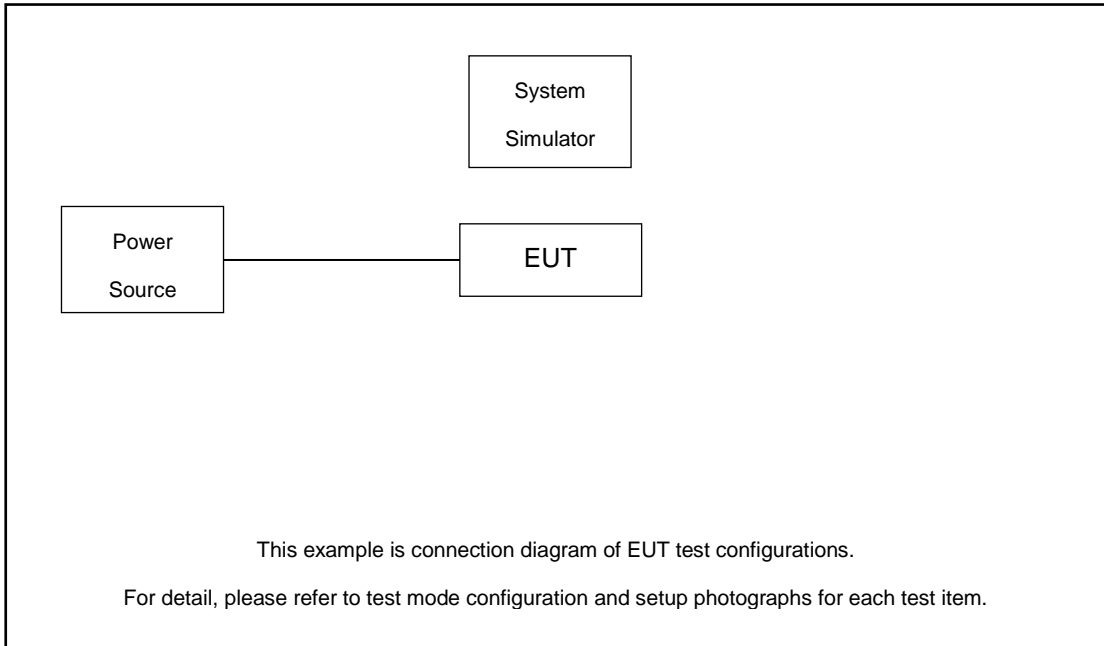 System
Simulator
Power
Source
EUT
This example is connection diagram of EUT test configurations.
For detail, please refer to test mode configuration and setup photographs for each test item.